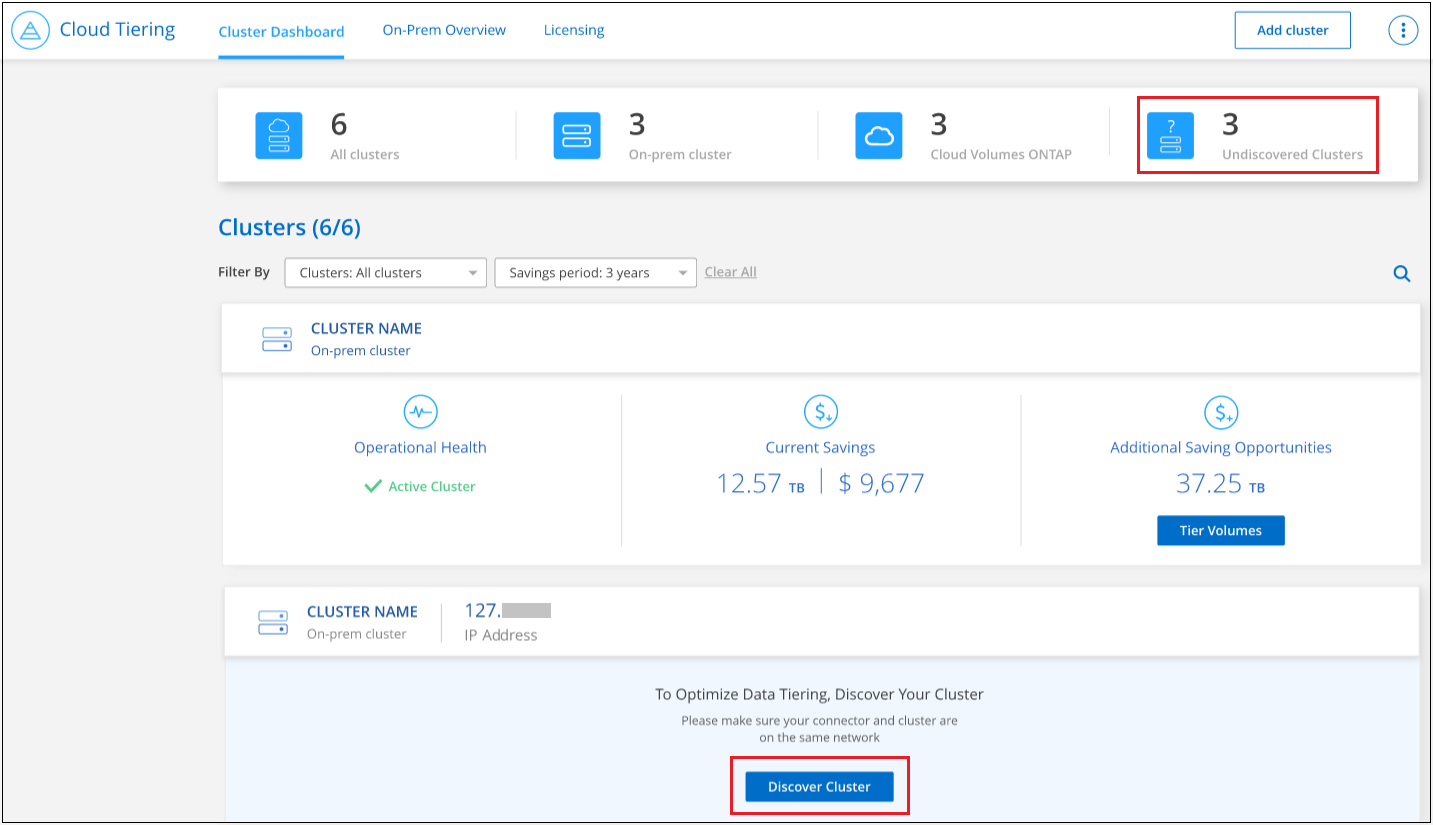 Cloud Tiering
Cluster Dashboard
On-Prem Overview
Licensing
Add cluster
6
All clusters
3
On-prem cluster
3
Cloud Volumes ONTAP
?
3
Undiscovered Clusters
Clusters (6/6)
Filter By
Clusters: All clusters
Savings period: 3 years
Clear All
CLUSTER NAME
On-prem cluster
Operational Health
Active Cluster
$
Current Savings
12.57 TB | $ 9,677
$+
Additional Saving Opportunities
37.25 TB
Tier Volumes
CLUSTER NAME
On-prem cluster
127.
IP Address
To Optimize Data Tiering, Discover Your Cluster
Please make sure your connector and cluster are
on the same network
Discover Cluster